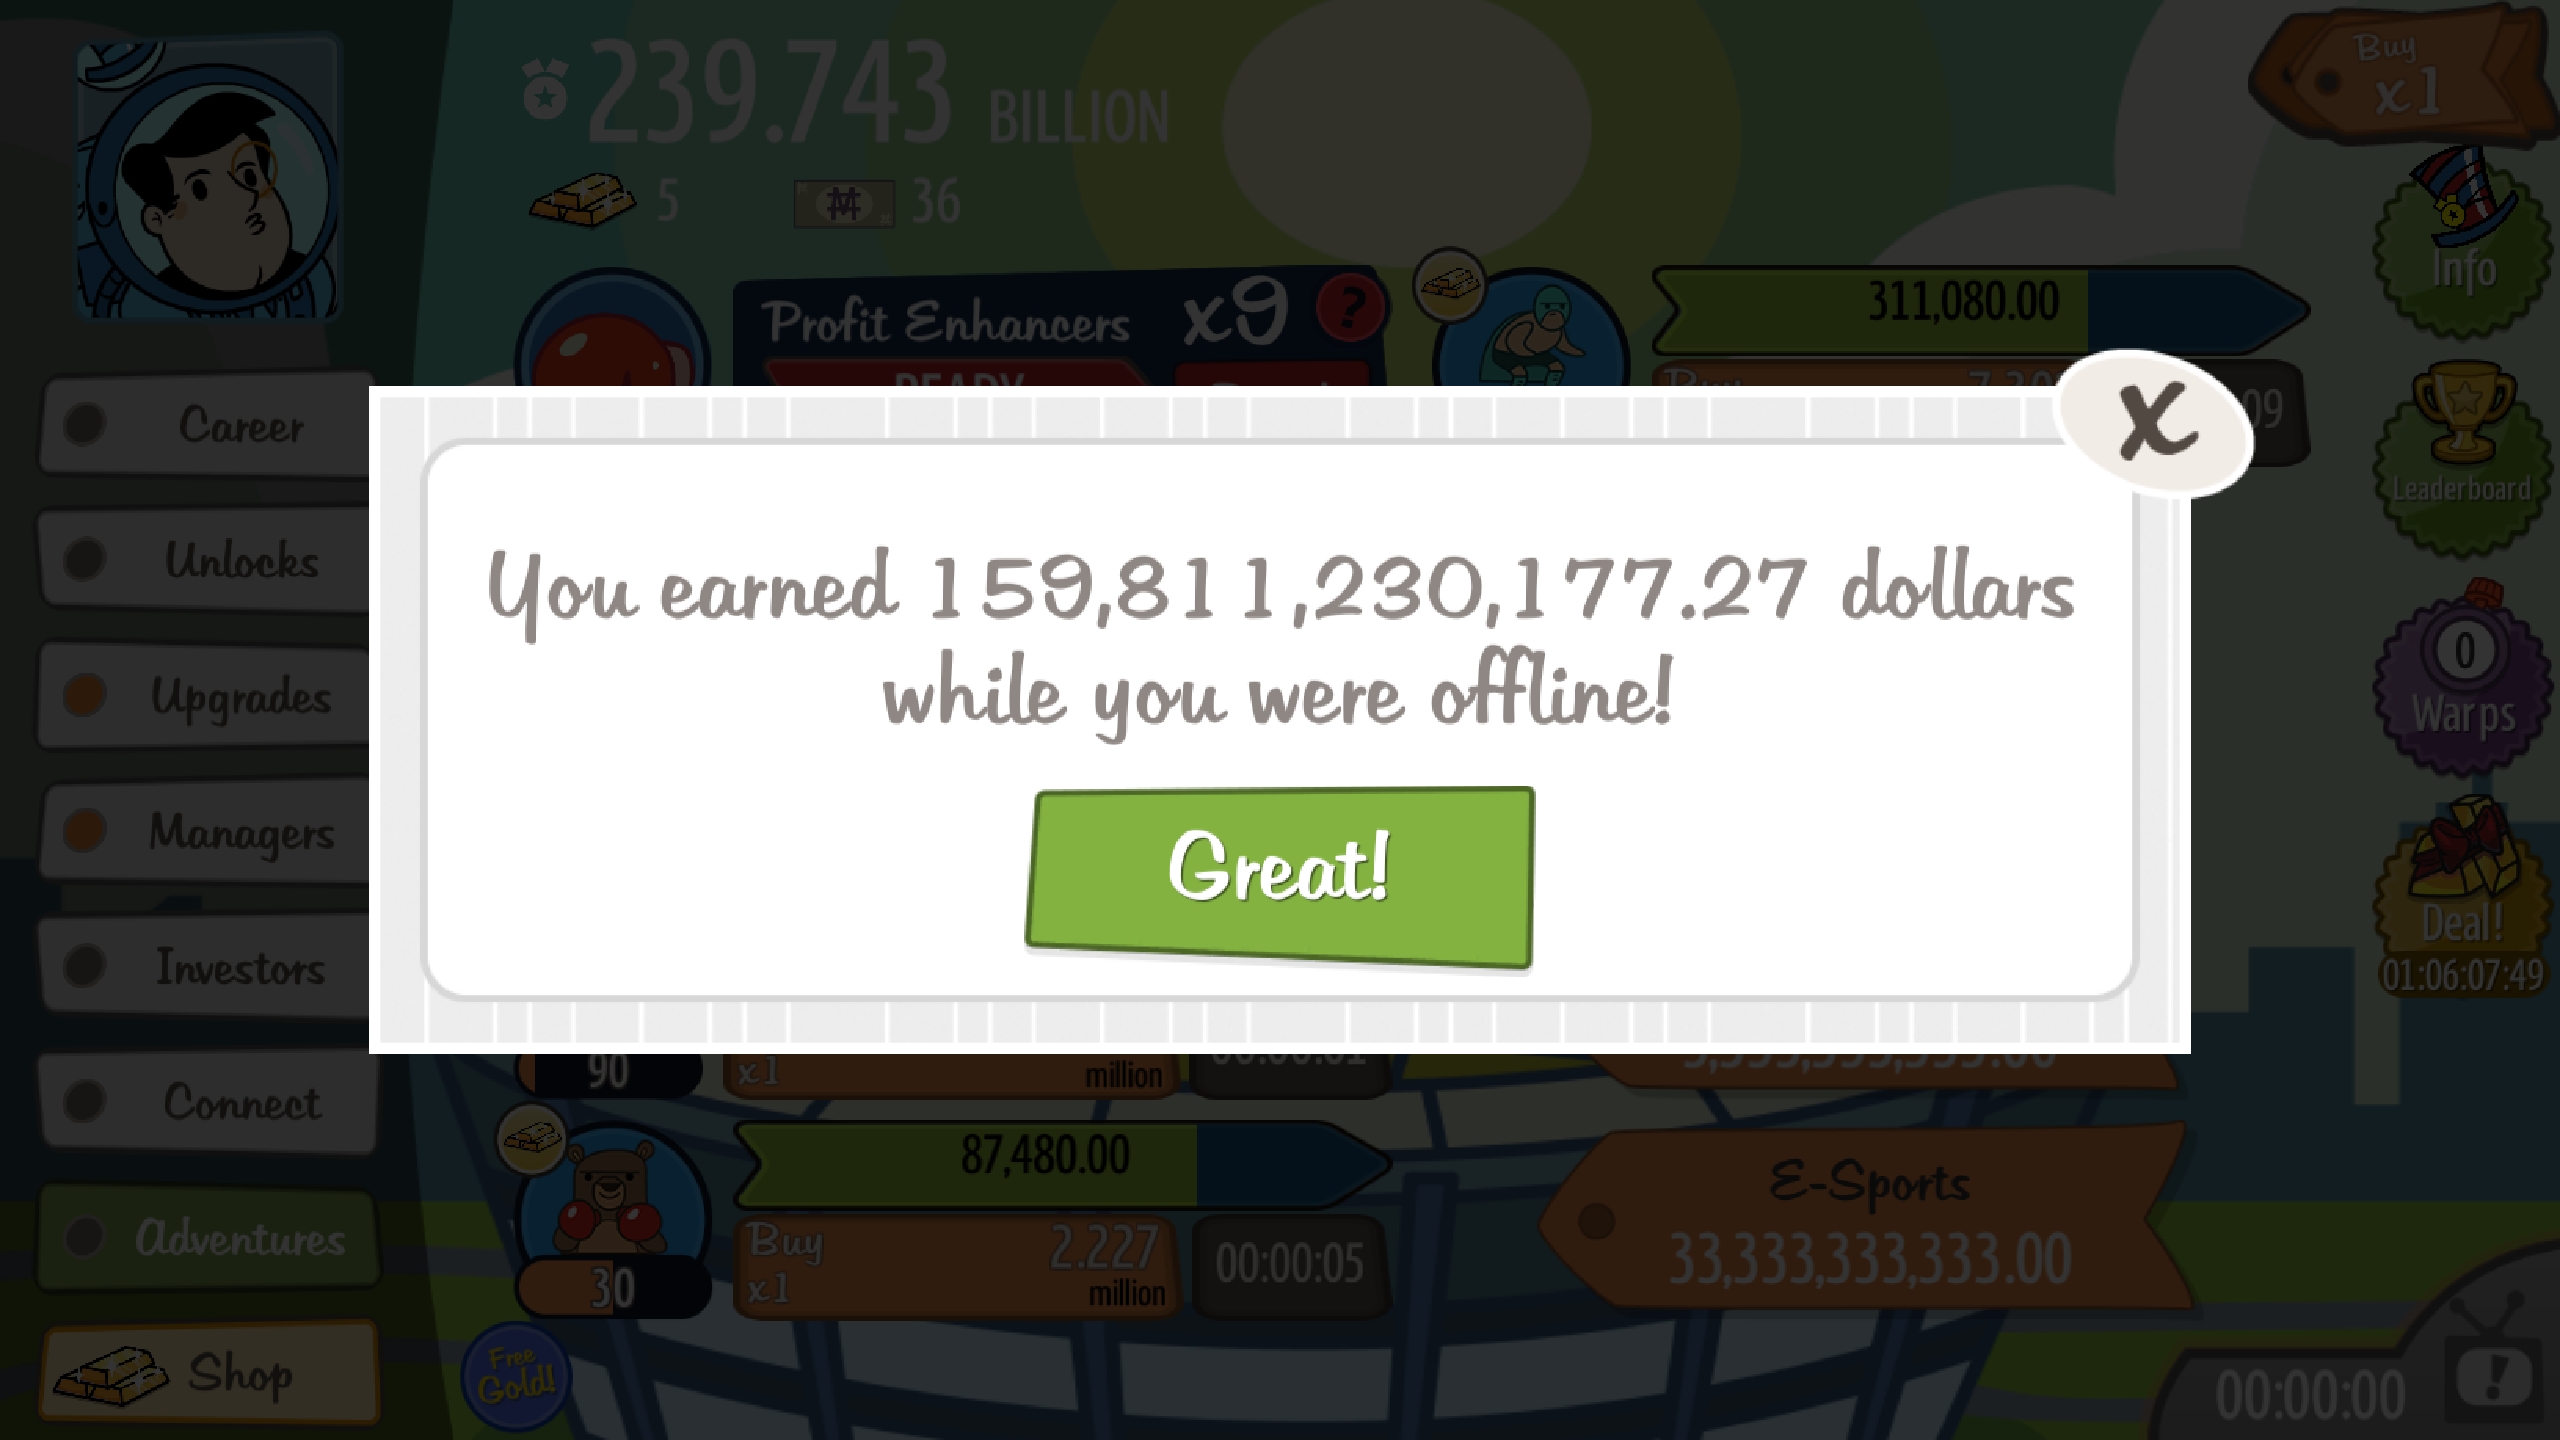 239.743 BILLION
5
36
Buy
x1
Info
Profit Enhancers x9 ?
READY
311,080.00
Buy
09
Leaderboard
Career
Unlocks
Upgrades
Managers
Investors
Connect
Adventures
Shop
X
You earned 159,811,230,177.27 dollars
while you were offline!
Great!
0
Warps
Deal!
01:06:07:49
90
x1
million
87,480.00
30
Buy
x1
2.227
million
00:00:05
E-Sports
33,333,333,333.00
Free
Gold!
00:00:00
!